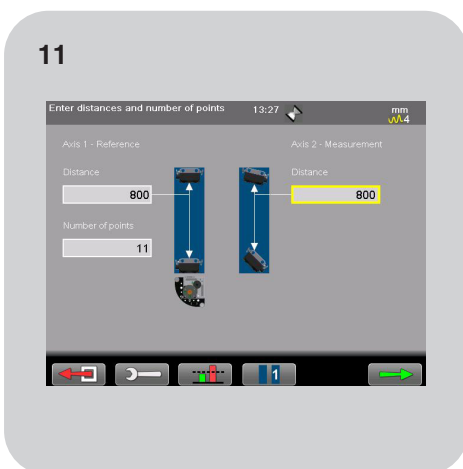 11
Enter distances and number of points 13:27 mm
4
Axis 1 - Reference Axis 2 - Measurement
Distance Distance
800 800
Number of points
11
1